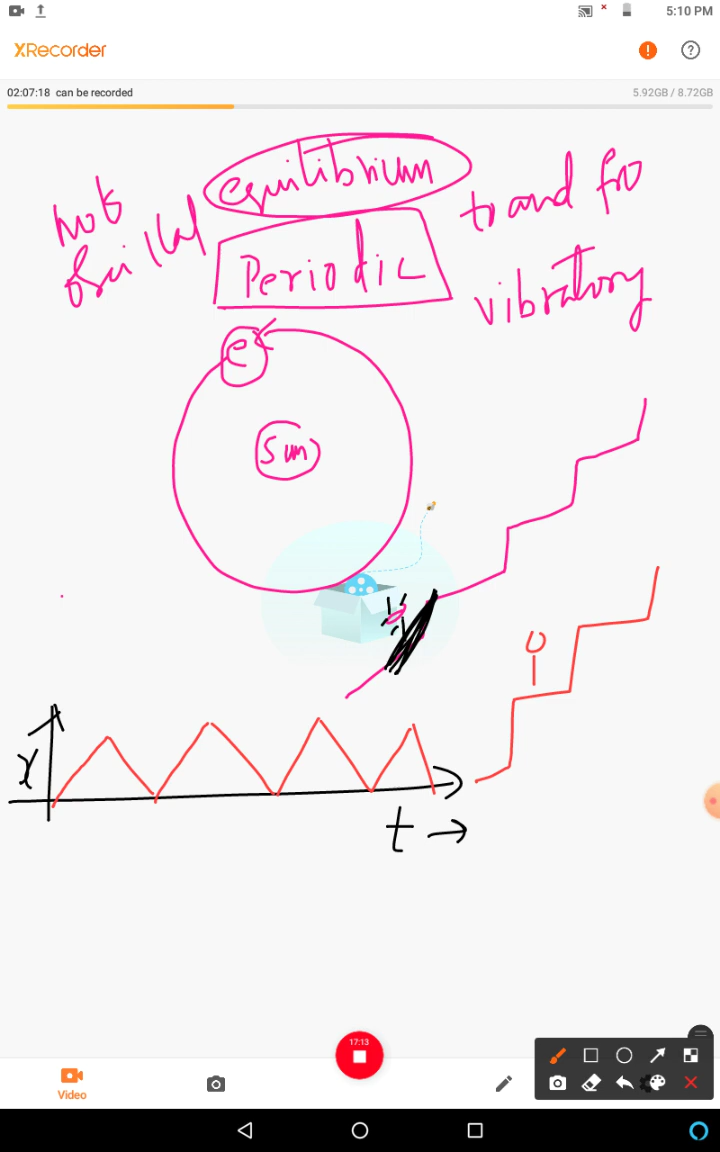 5:10 PM
XRecorder
! ?
02:07:18 can be recorded
5.92GB / 8.72GB
equilibrium
not
to and fro
Periodic
vibratory
e
Sun
x
t →
17:13
Video